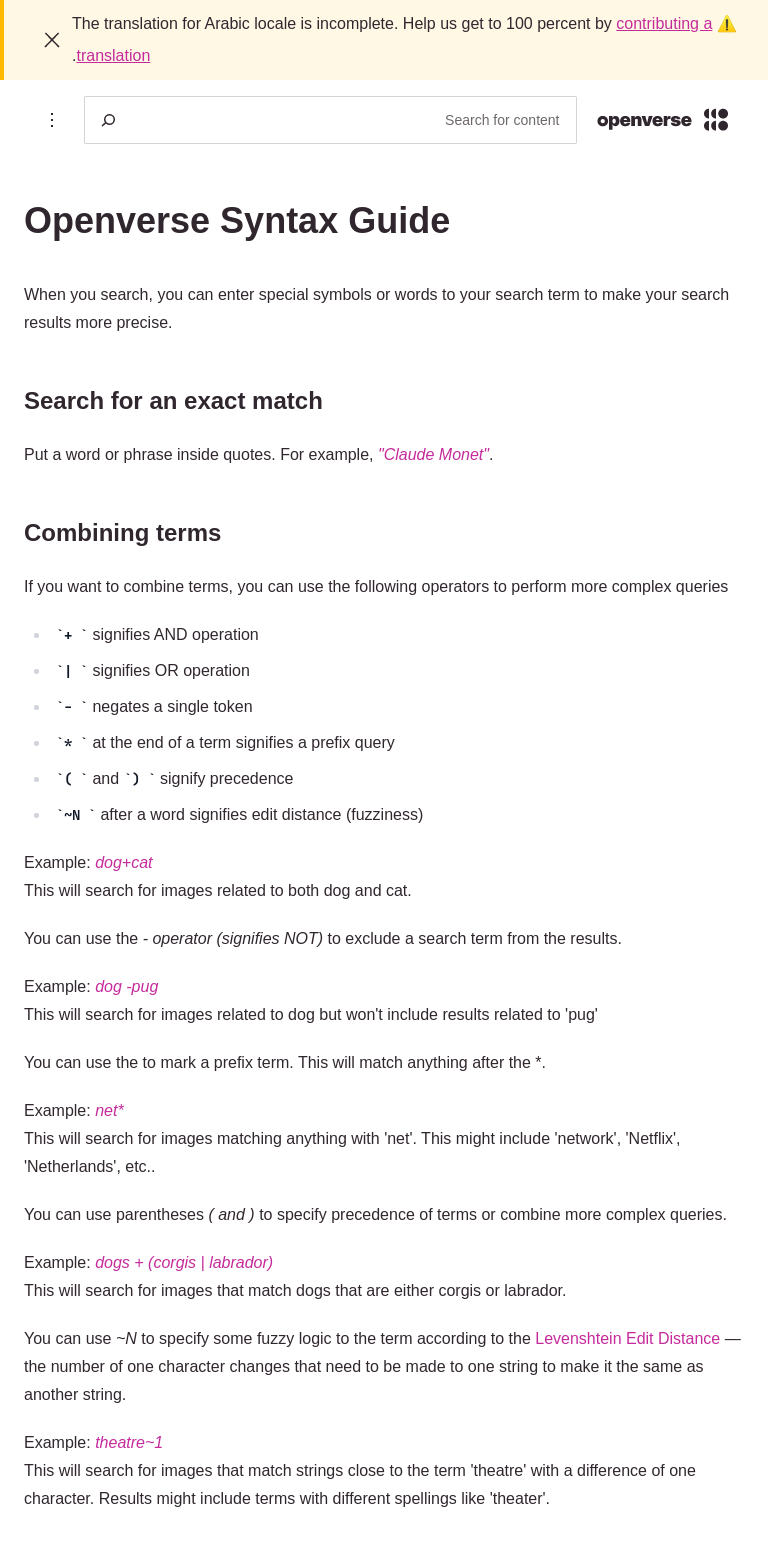 The translation for Arabic locale is incomplete. Help us get to 100 percent by contributing a ⚠️
.translation
Search for content
openverse
Openverse Syntax Guide
When you search, you can enter special symbols or words to your search term to make your search
results more precise.
Search for an exact match
Put a word or phrase inside quotes. For example, "Claude Monet".
Combining terms
If you want to combine terms, you can use the following operators to perform more complex queries
`+ ` signifies AND operation
`| ` signifies OR operation
`- ` negates a single token
`* ` at the end of a term signifies a prefix query
`( ` and `) ` signify precedence
`~N ` after a word signifies edit distance (fuzziness)
Example: dog+cat
This will search for images related to both dog and cat.
You can use the - operator (signifies NOT) to exclude a search term from the results.
Example: dog -pug
This will search for images related to dog but won't include results related to 'pug'
You can use the to mark a prefix term. This will match anything after the *.
Example: net*
This will search for images matching anything with 'net'. This might include 'network', 'Netflix',
'Netherlands', etc..
You can use parentheses ( and ) to specify precedence of terms or combine more complex queries.
Example: dogs + (corgis | labrador)
This will search for images that match dogs that are either corgis or labrador.
You can use ~N to specify some fuzzy logic to the term according to the Levenshtein Edit Distance —
the number of one character changes that need to be made to one string to make it the same as
another string.
Example: theatre~1
This will search for images that match strings close to the term 'theatre' with a difference of one
character. Results might include terms with different spellings like 'theater'.